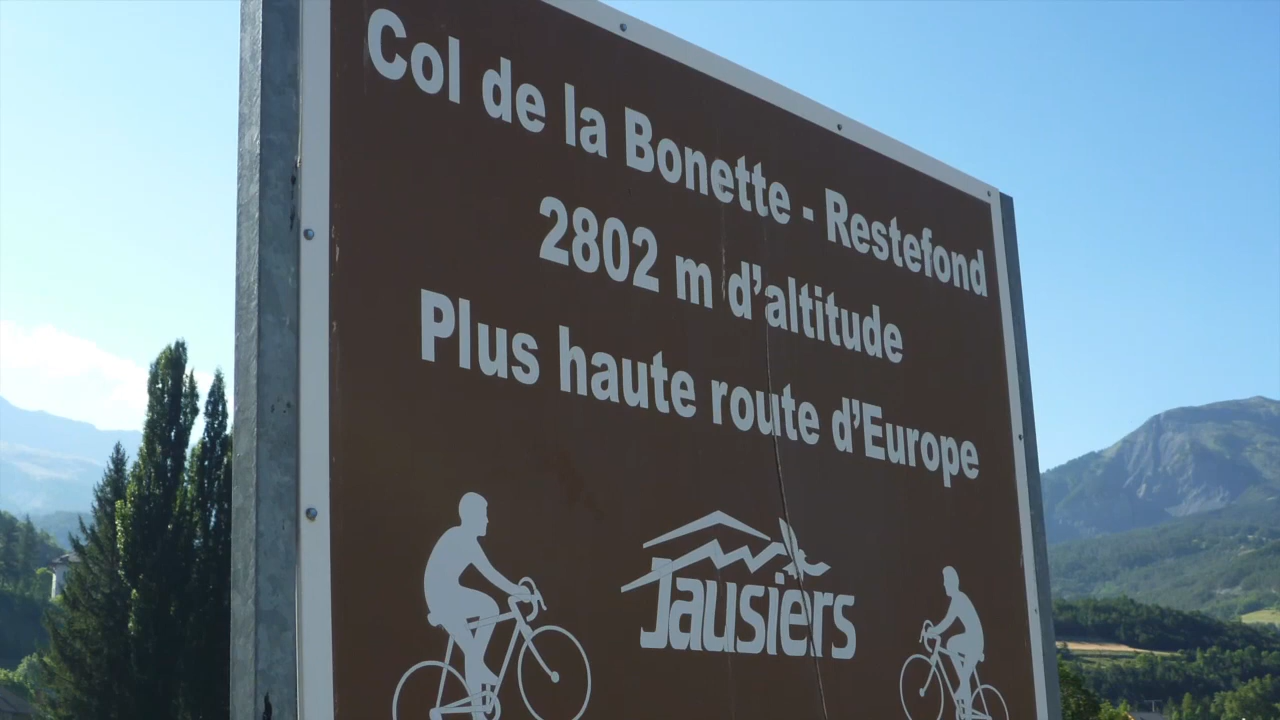 Col de la Bonette - Restefond
2802 m d'altitude
Plus haute route d'Europe
Jausiers